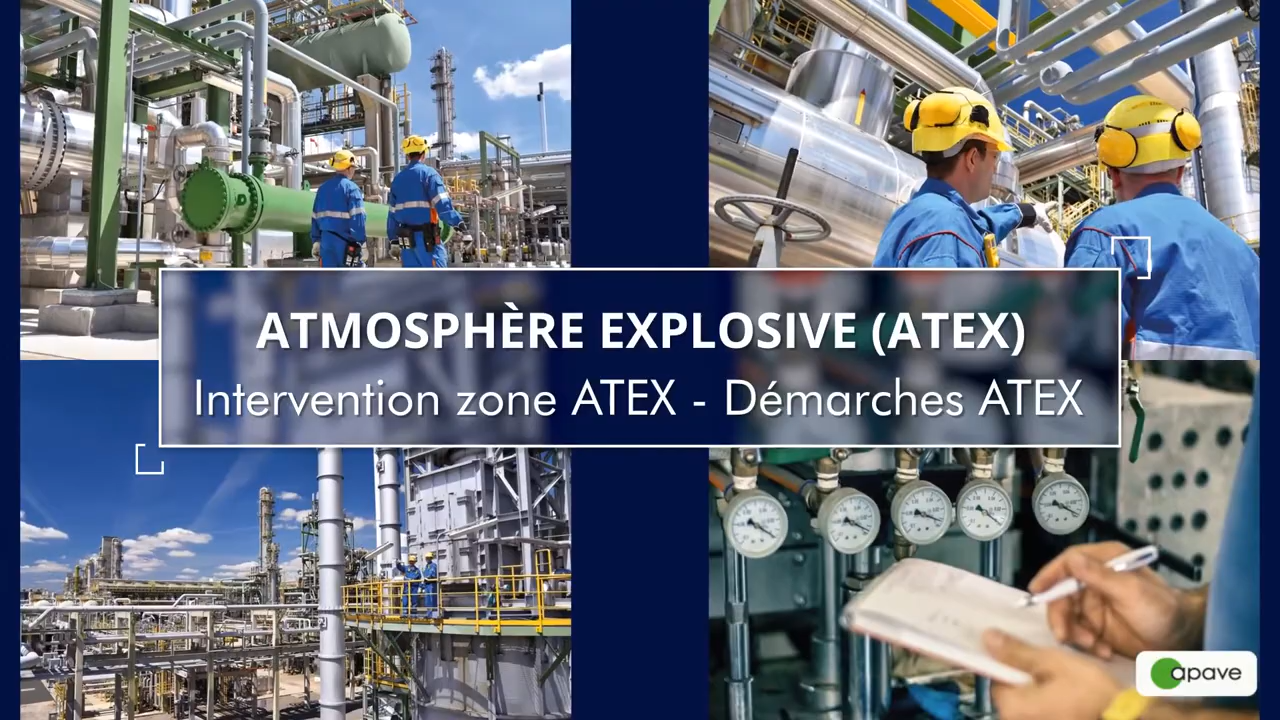 ATMOSPHÈRE EXPLOSIVE (ATEX)
Intervention zone ATEX - Démarches ATEX
apave